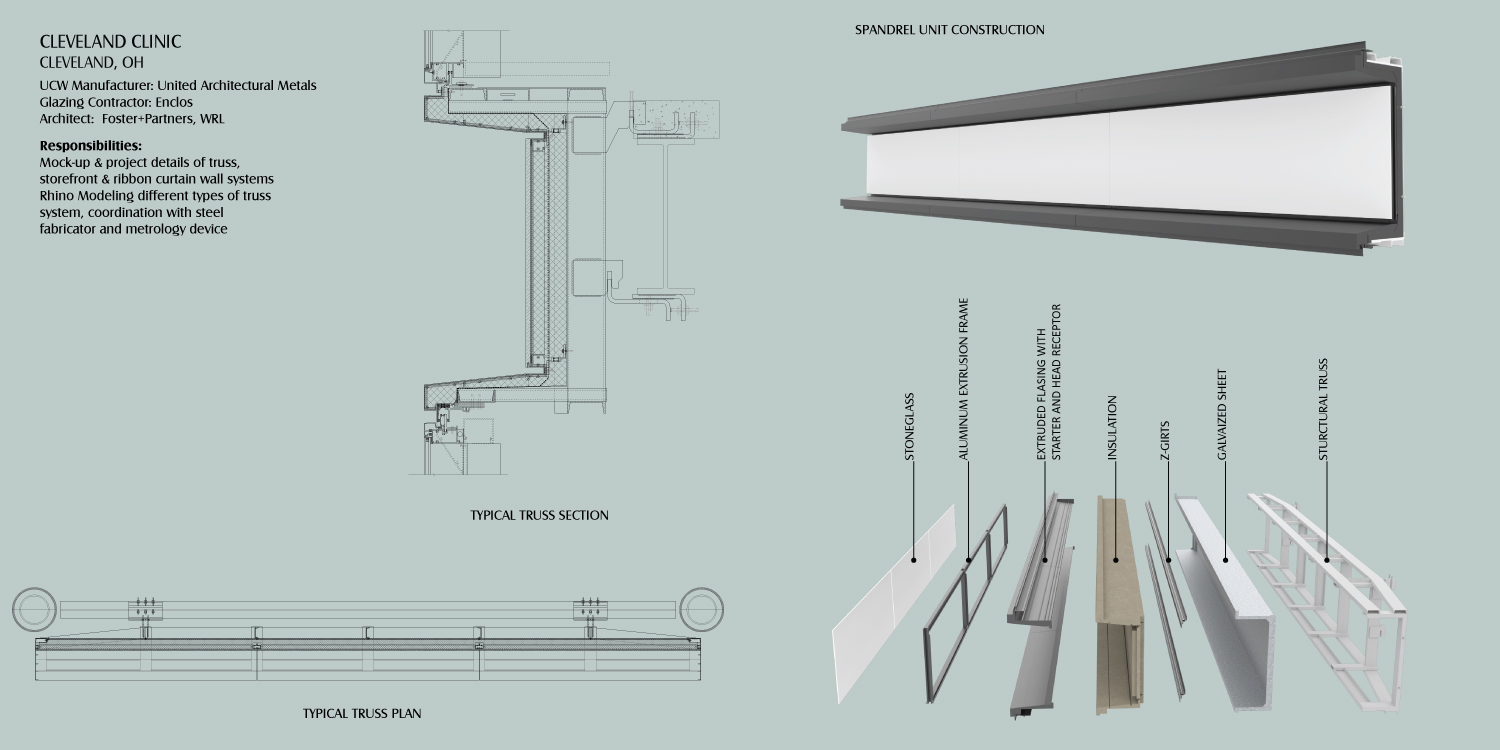 CLEVELAND CLINIC
CLEVELAND, OH
UCW Manufacturer: United Architectural Metals
Glazing Contractor: Enclos
Architect: Foster+Partners, WRL
Responsibilities:
Mock-up & project details of truss,
storefront & ribbon curtain wall systems
Rhino Modeling different types of truss
system, coordination with steel
fabricator and metrology device
TYPICAL TRUSS SECTION
TYPICAL TRUSS PLAN
SPANDREL UNIT CONSTRUCTION
STONEGLASS
ALUMINUM EXTRUSION FRAME
EXTRUDED FLASING WITH
STARTER AND HEAD RECEPTOR
INSULATION
Z-GIRTS
GALVAIZED SHEET
STURCTURAL TRUSS